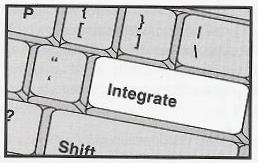 P { } |
[ ] \
“ Integrate
‘
? Shift